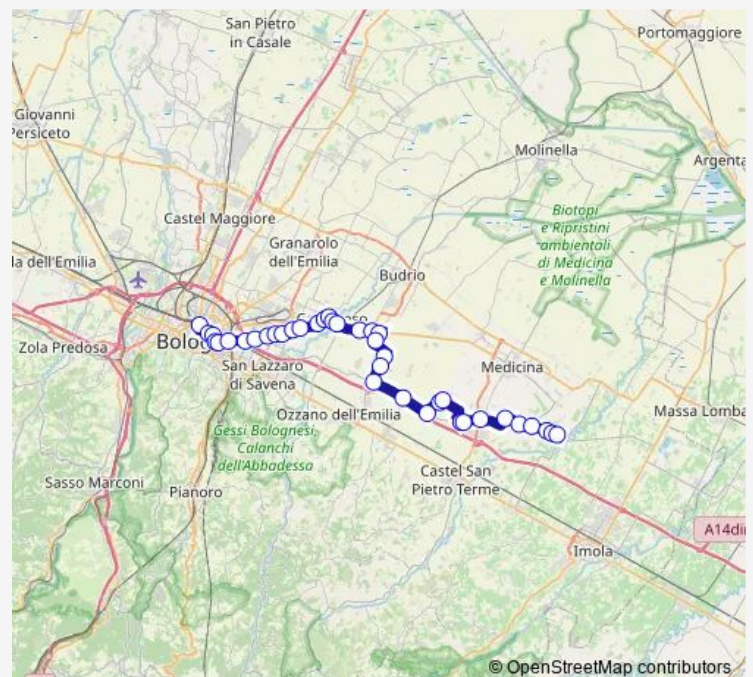 San Pietro
in Casale
Portomaggiore
Giovanni
Persiceto
Molinella
Argenta
Castel Maggiore
Biotopi
e Ripristini
ambientali
di Medicina
e Molinella
Granarolo
dell'Emilia
la dell'Emilia
Budrio
Zola Predosa
San Lazzaro
di Savena
Medicina
Ozzano dell'Emilia
Massa Lomba
Gessi Bolognesi,
Calanchi
dell'Abbadessa
Sasso Marconi
Pianoro
Castel San
Pietro Terme
A14di
Imola
© OpenStreetMap contributors